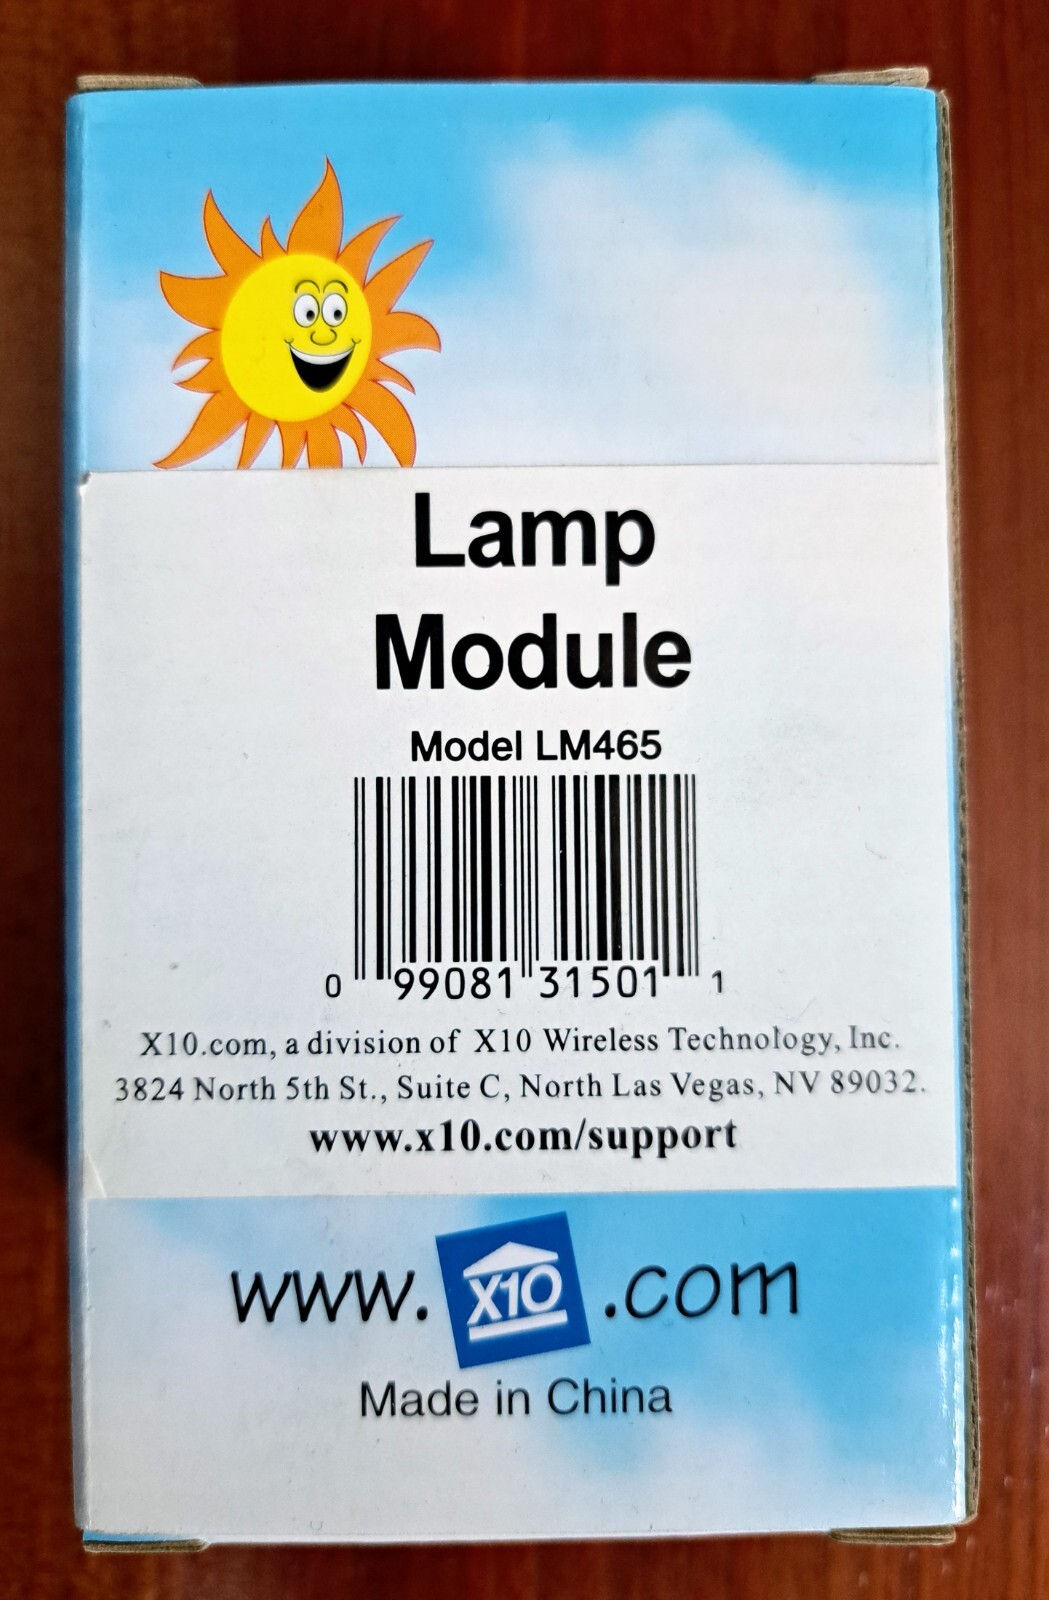 Lamp
Module
Model LM465
0 99081 31501 1
X10.com, a division of X10 Wireless Technology, Inc.
3824 North 5th St., Suite C, North Las Vegas, NV 89032.
www.x10.com/support
www.X10.com
Made in China